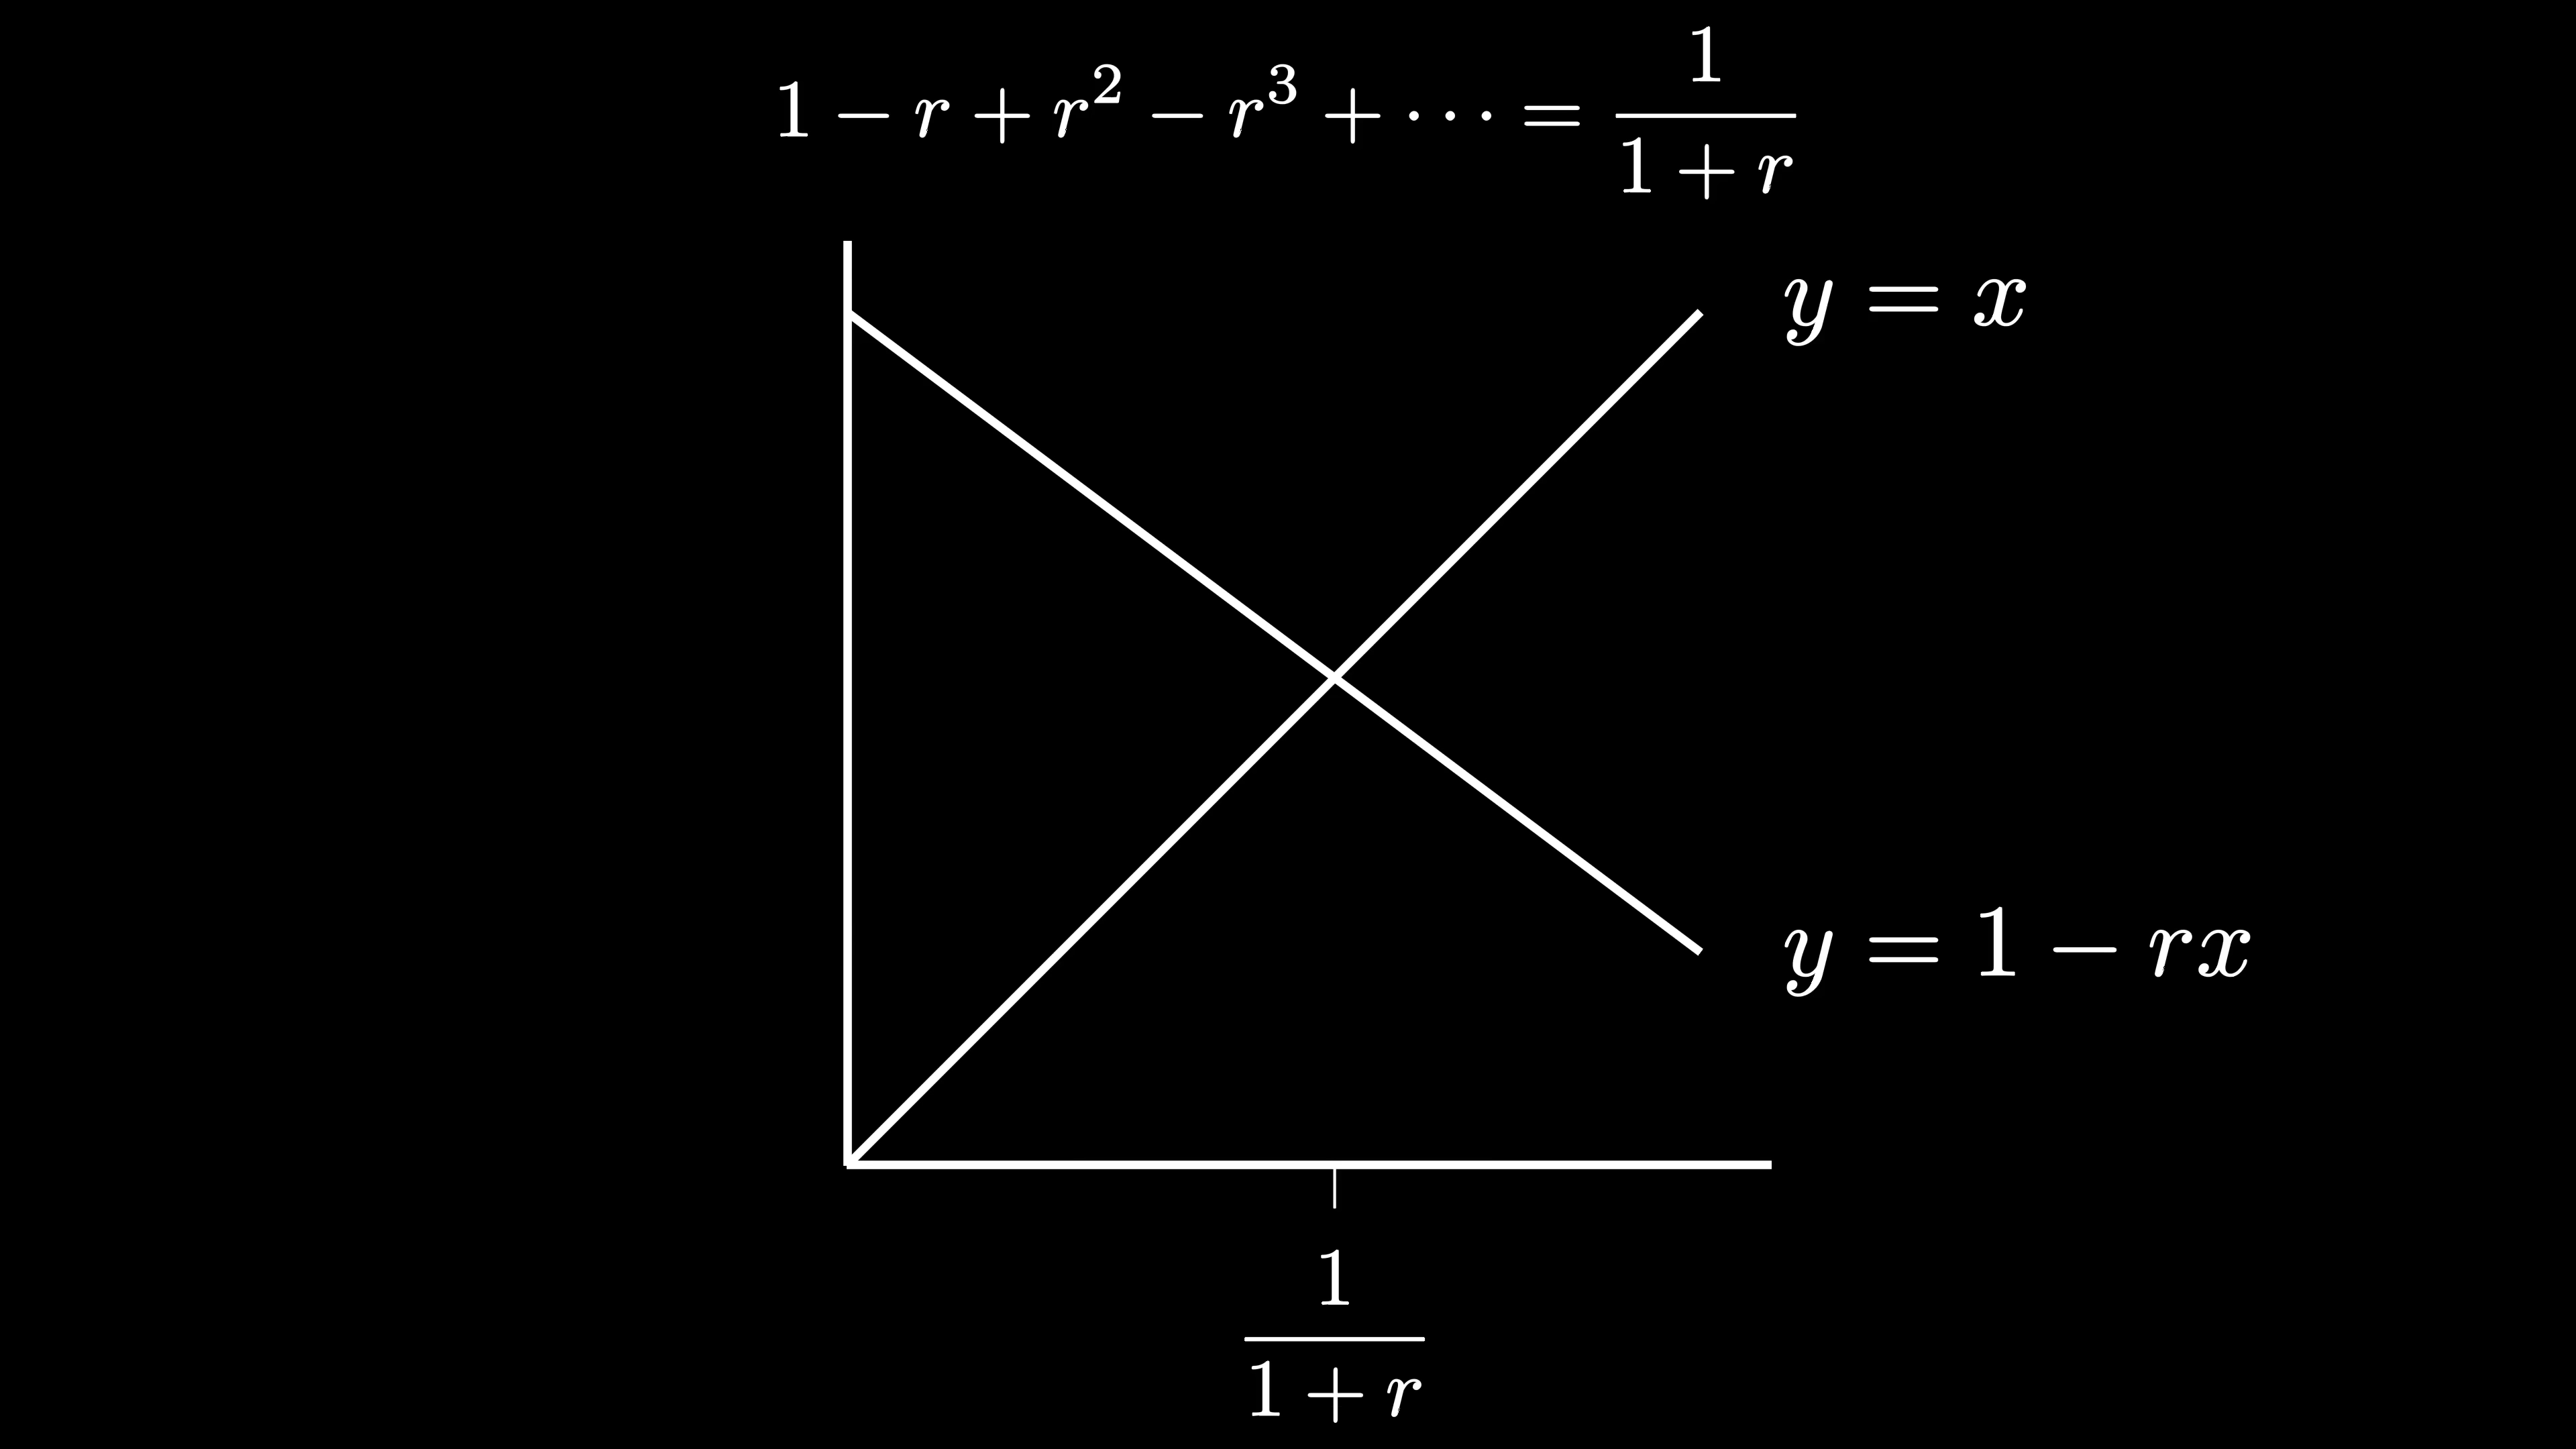 1 − r + r² − r³ + ⋯ = 1/(1 + r)
y = x
y = 1 − rx
1/(1 + r)